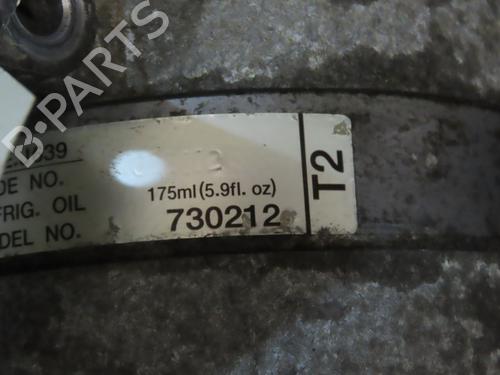 B-PARTS
39
DE NO.
FRIG. OIL 175ml (5.9fl. oz)
DEL NO. 730212
T2